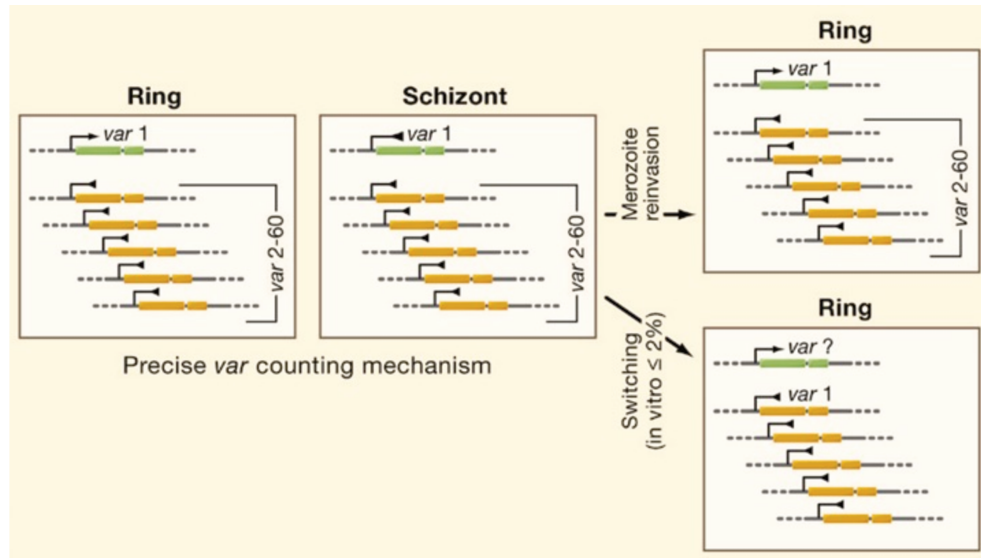 Ring
var 1
var 2-60
Schizont
var 1
var 2-60
Precise var counting mechanism
Merozoite
reinvasion
Switching
(in vitro ≤ 2%)
Ring
var 1
var 2-60
Ring
var ?
var 1